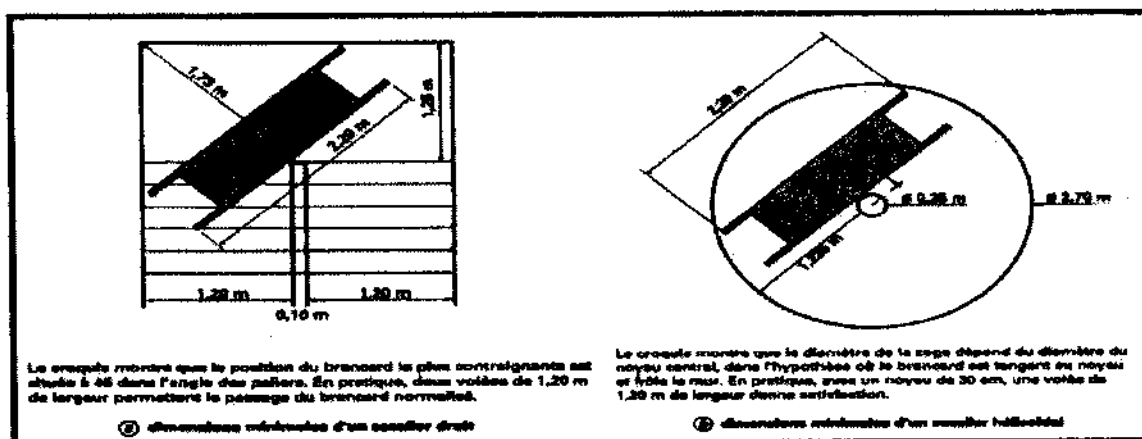 1,73 m
2,20 m
1,25 m
1,20 m
1,20 m
0,10 m
Le croquis montre que la position du brancard la plus contraignante est
située à 45 dans l'angle des paliers. En pratique, deux volées de 1,20 m
de largeur permettent le passage du brancard normalisé.
a dimensions minimales d'un escalier droit
2,20 m
ø 0,25 m
ø 2,70 m
Le croquis montre que le diamètre de la cage dépend du diamètre du
noyau central, dans l'hypothèse où le brancard est tangent au noyau
et frôle le mur. En pratique, avec un noyau de 30 cm, une volée de
1,20 m de largeur donne satisfaction.
b dimensions minimales d'un escalier hélicoïdal